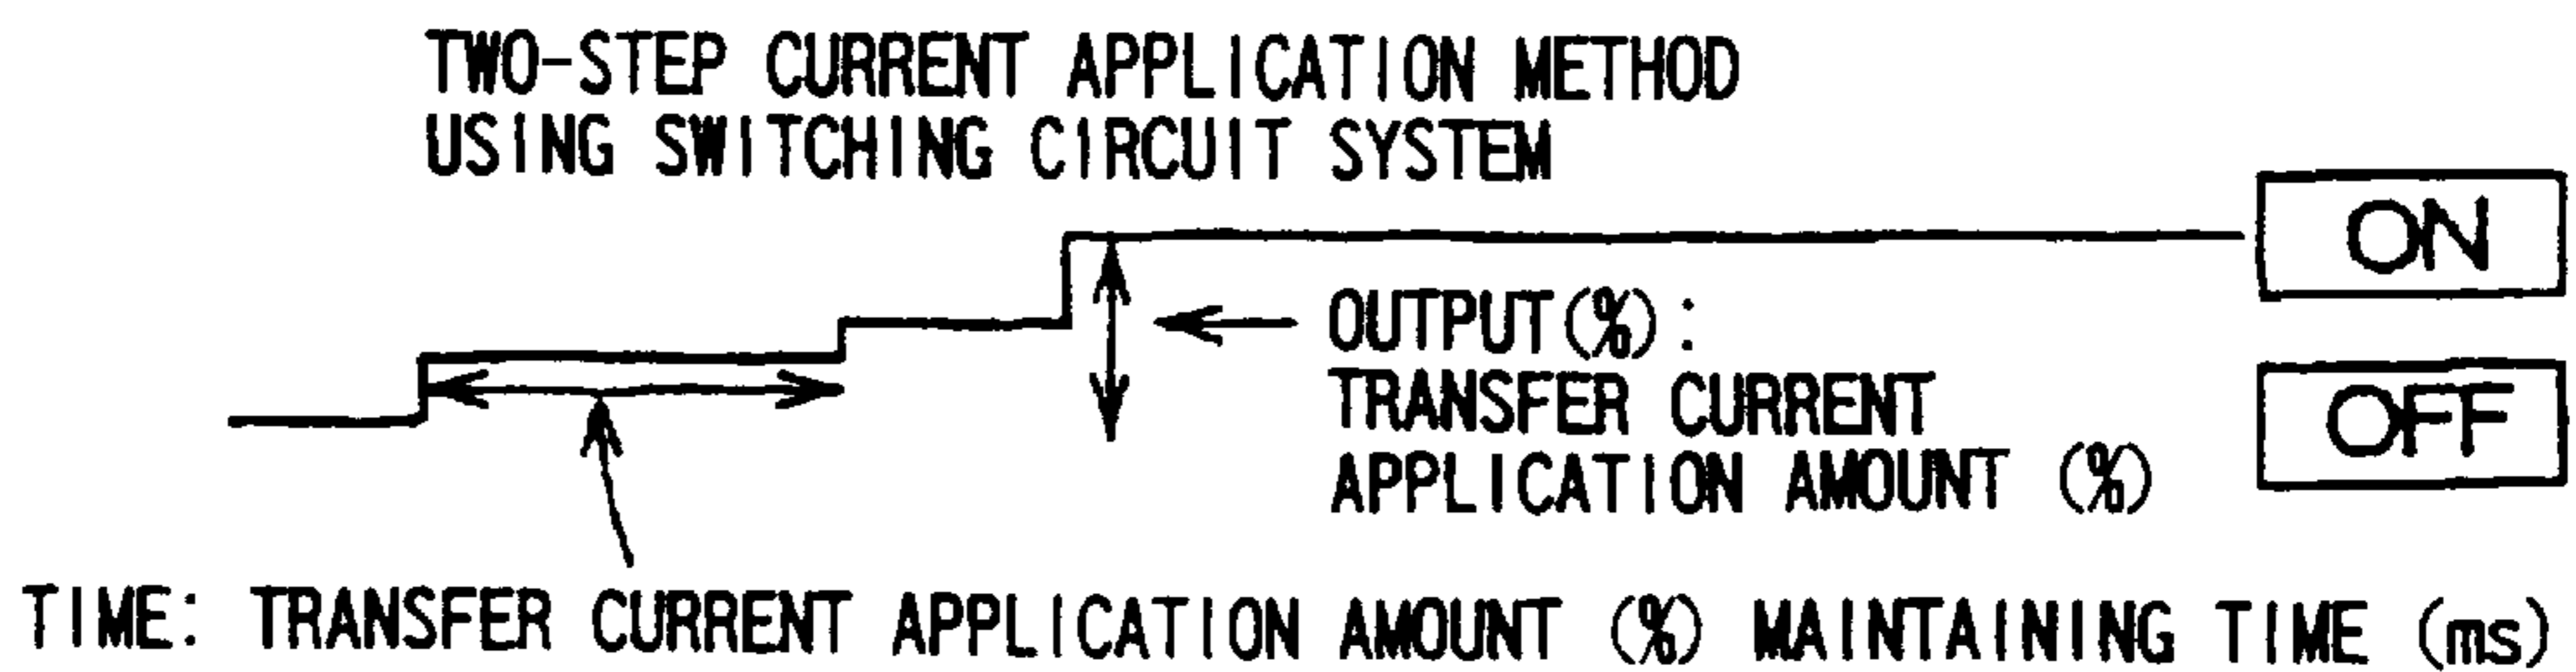 TWO-STEP CURRENT APPLICATION METHOD
USING SWITCHING CIRCUIT SYSTEM
ON
OUTPUT(%):
TRANSFER CURRENT
APPLICATION AMOUNT (%)
OFF
TIME: TRANSFER CURRENT APPLICATION AMOUNT (%) MAINTAINING TIME (ms)